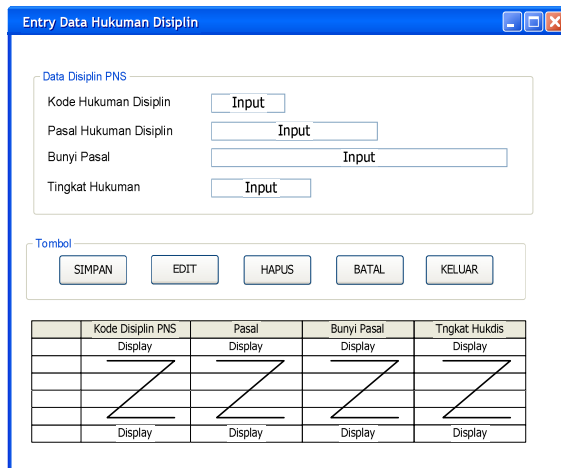 Entry Data Hukuman Disiplin
Data Disiplin PNS
Kode Hukuman Disiplin Input
Pasal Hukuman Disiplin Input
Bunyi Pasal Input
Tingkat Hukuman Input
Tombol
SIMPAN EDIT HAPUS BATAL KELUAR
Kode Disiplin PNS Pasal Bunyi Pasal Tngkat Hukdis
Display Display Display Display
Display Display Display Display